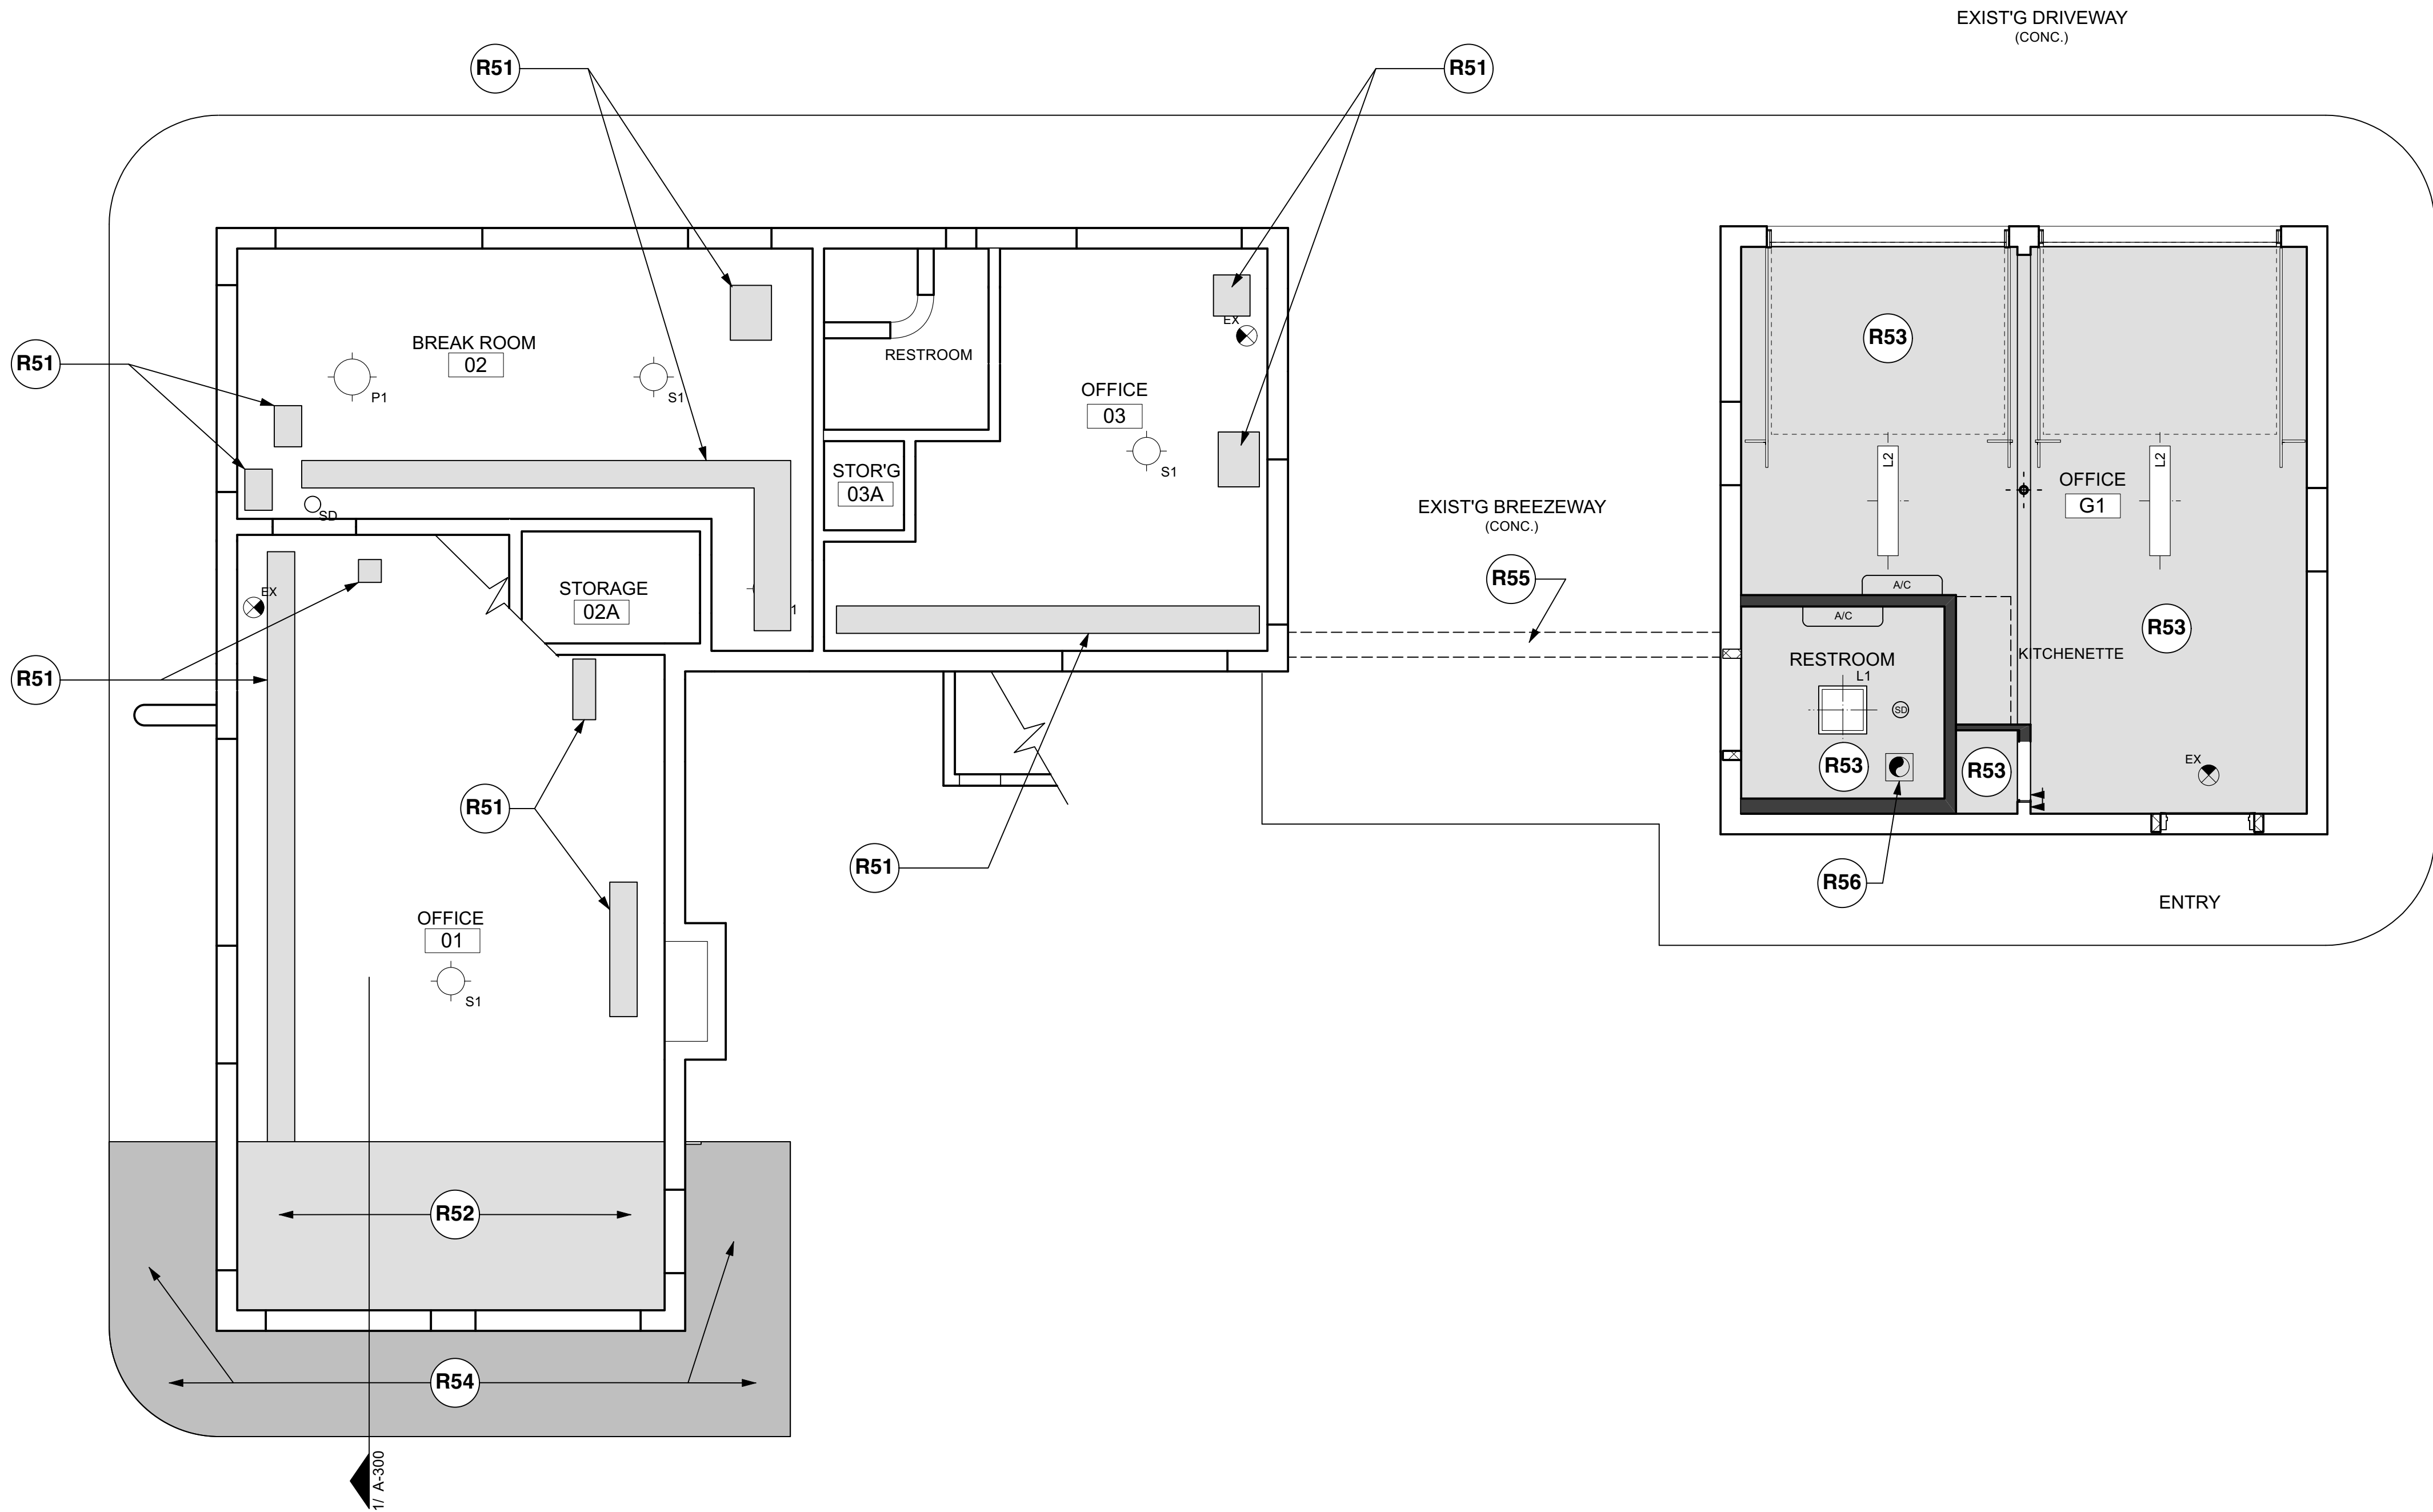 EXIST'G DRIVEWAY
(CONC.)
R51
R51
R51
BREAK ROOM
02
P1
S1
SD
RESTROOM
EX
OFFICE
03
S1
STOR'G
03A
EXIST'G BREEZEWAY
(CONC.)
R55
R53
L2
L2
OFFICE
G1
A/C
A/C
R53
KITCHENETTE
RESTROOM
L1
SD
R53
R53
EX
R56
ENTRY
EX
STORAGE
02A
1
R51
R51
R51
OFFICE
01
S1
R52
R54
1/ A-300